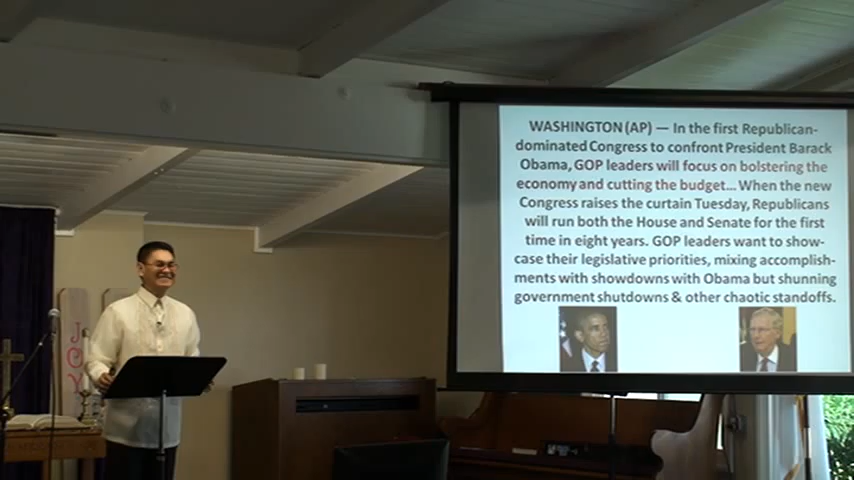 WASHINGTON (AP) — In the first Republican-
dominated Congress to confront President Barack
Obama, GOP leaders will focus on bolstering the
economy and cutting the budget... When the new
Congress raises the curtain Tuesday, Republicans
will run both the House and Senate for the first
time in eight years. GOP leaders want to show-
case their legislative priorities, mixing accomplish-
ments with showdowns with Obama but shunning
government shutdowns & other chaotic standoffs.
JOY